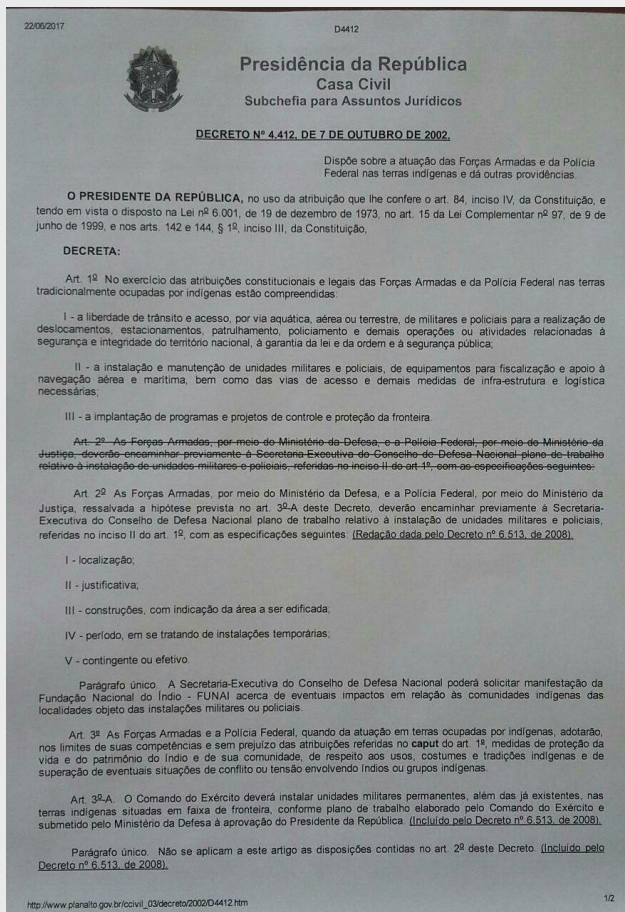 22/06/2017
D4412
Presidência da República
Casa Civil
Subchefia para Assuntos Jurídicos
DECRETO Nº 4.412, DE 7 DE OUTUBRO DE 2002.
Dispõe sobre a atuação das Forças Armadas e da Polícia
Federal nas terras indígenas e dá outras providências.
O PRESIDENTE DA REPÚBLICA, no uso da atribuição que lhe confere o art. 84, inciso IV, da Constituição, e
tendo em vista o disposto na Lei nº 6.001, de 19 de dezembro de 1973, no art. 15 da Lei Complementar nº 97, de 9 de
junho de 1999, e nos arts. 142 e 144, § 1º, inciso III, da Constituição,
DECRETA:
Art. 1º No exercício das atribuições constitucionais e legais das Forças Armadas e da Polícia Federal nas terras
tradicionalmente ocupadas por indígenas estão compreendidas:
I - a liberdade de trânsito e acesso, por via aquática, aérea ou terrestre, de militares e policiais para a realização de
deslocamentos, estacionamentos, patrulhamento, policiamento e demais operações ou atividades relacionadas à
segurança e integridade do território nacional, à garantia da lei e da ordem e à segurança pública;
II - a instalação e manutenção de unidades militares e policiais, de equipamentos para fiscalização e apoio à
navegação aérea e marítima, bem como das vias de acesso e demais medidas de infra-estrutura e logística
necessárias;
III - a implantação de programas e projetos de controle e proteção da fronteira.
Art. 2º As Forças Armadas, por meio do Ministério da Defesa, e a Polícia Federal, por meio do Ministério da
Justiça, deverão encaminhar previamente à Secretaria-Executiva do Conselho de Defesa Nacional plano de trabalho
relativo à instalação de unidades militares e policiais, referidas no inciso II do art 1º, com as especificações seguintes:
Art. 2º As Forças Armadas, por meio do Ministério da Defesa, e a Polícia Federal, por meio do Ministério da
Justiça, ressalvada a hipótese prevista no art. 3º-A deste Decreto, deverão encaminhar previamente à Secretaria-
Executiva do Conselho de Defesa Nacional plano de trabalho relativo à instalação de unidades militares e policiais,
referidas no inciso II do art. 1º, com as especificações seguintes: (Redação dada pelo Decreto nº 6.513, de 2008).
I - localização;
II - justificativa;
III - construções, com indicação da área a ser edificada;
IV - período, em se tratando de instalações temporárias;
V - contingente ou efetivo.
Parágrafo único. A Secretaria-Executiva do Conselho de Defesa Nacional poderá solicitar manifestação da
Fundação Nacional do Índio - FUNAI acerca de eventuais impactos em relação às comunidades indígenas das
localidades objeto das instalações militares ou policiais.
Art. 3º As Forças Armadas e a Polícia Federal, quando da atuação em terras ocupadas por indígenas, adotarão,
nos limites de suas competências e sem prejuízo das atribuições referidas no caput do art. 1º, medidas de proteção da
vida e do patrimônio do índio e de sua comunidade, de respeito aos usos, costumes e tradições indígenas e de
superação de eventuais situações de conflito ou tensão envolvendo índios ou grupos indígenas.
Art. 3º-A. O Comando do Exército deverá instalar unidades militares permanentes, além das já existentes, nas
terras indígenas situadas em faixa de fronteira, conforme plano de trabalho elaborado pelo Comando do Exército e
submetido pelo Ministério da Defesa à aprovação do Presidente da República. (Incluído pelo Decreto nº 6.513, de 2008).
Parágrafo único. Não se aplicam a este artigo as disposições contidas no art. 2º deste Decreto. (Incluído pelo
Decreto nº 6.513, de 2008).
http://www.planalto.gov.br/ccivil_03/decreto/2002/D4412.htm
1/2